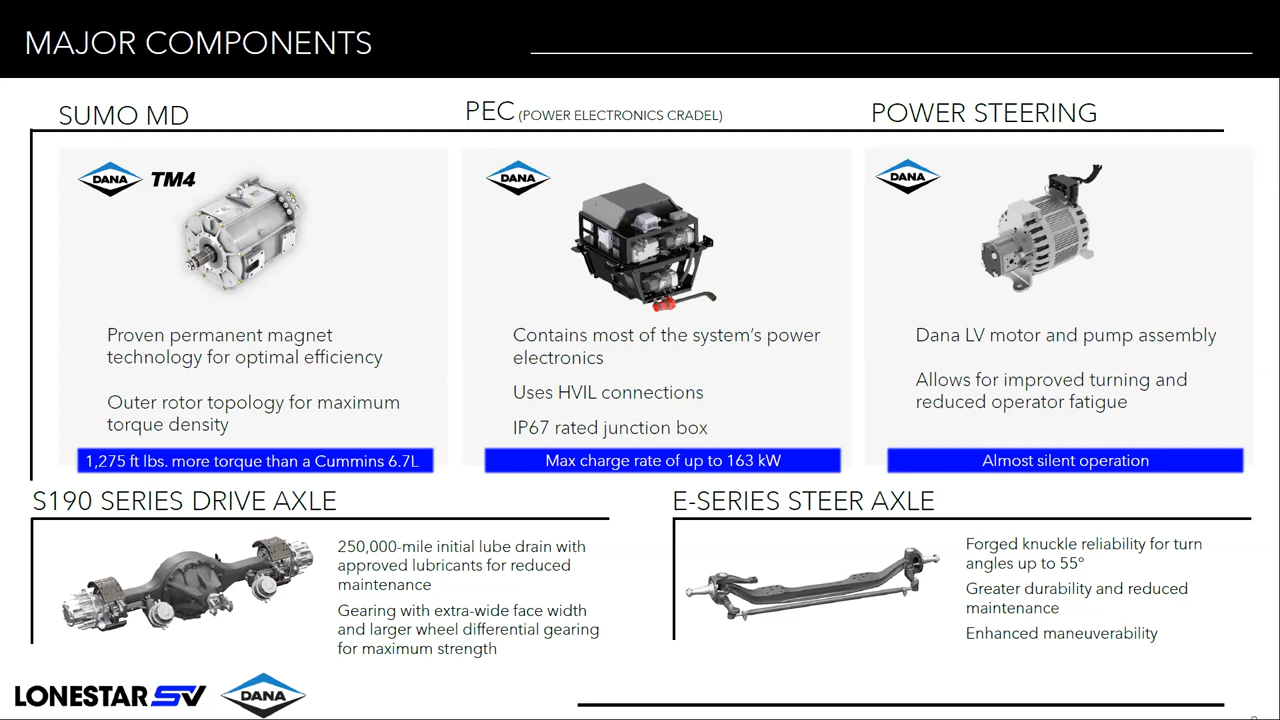 MAJOR COMPONENTS
SUMO MD
DANA TM4
Proven permanent magnet
technology for optimal efficiency
Outer rotor topology for maximum
torque density
1,275 ft lbs. more torque than a Cummins 6.7L
PEC (POWER ELECTRONICS CRADEL)
DANA
Contains most of the system's power
electronics
Uses HVIL connections
IP67 rated junction box
Max charge rate of up to 163 kW
POWER STEERING
DANA
Dana LV motor and pump assembly
Allows for improved turning and
reduced operator fatigue
Almost silent operation
S190 SERIES DRIVE AXLE
250,000-mile initial lube drain with
approved lubricants for reduced
maintenance
Gearing with extra-wide face width
and larger wheel differential gearing
for maximum strength
E-SERIES STEER AXLE
Forged knuckle reliability for turn
angles up to 55º
Greater durability and reduced
maintenance
Enhanced maneuverability
LONESTAR SV DANA